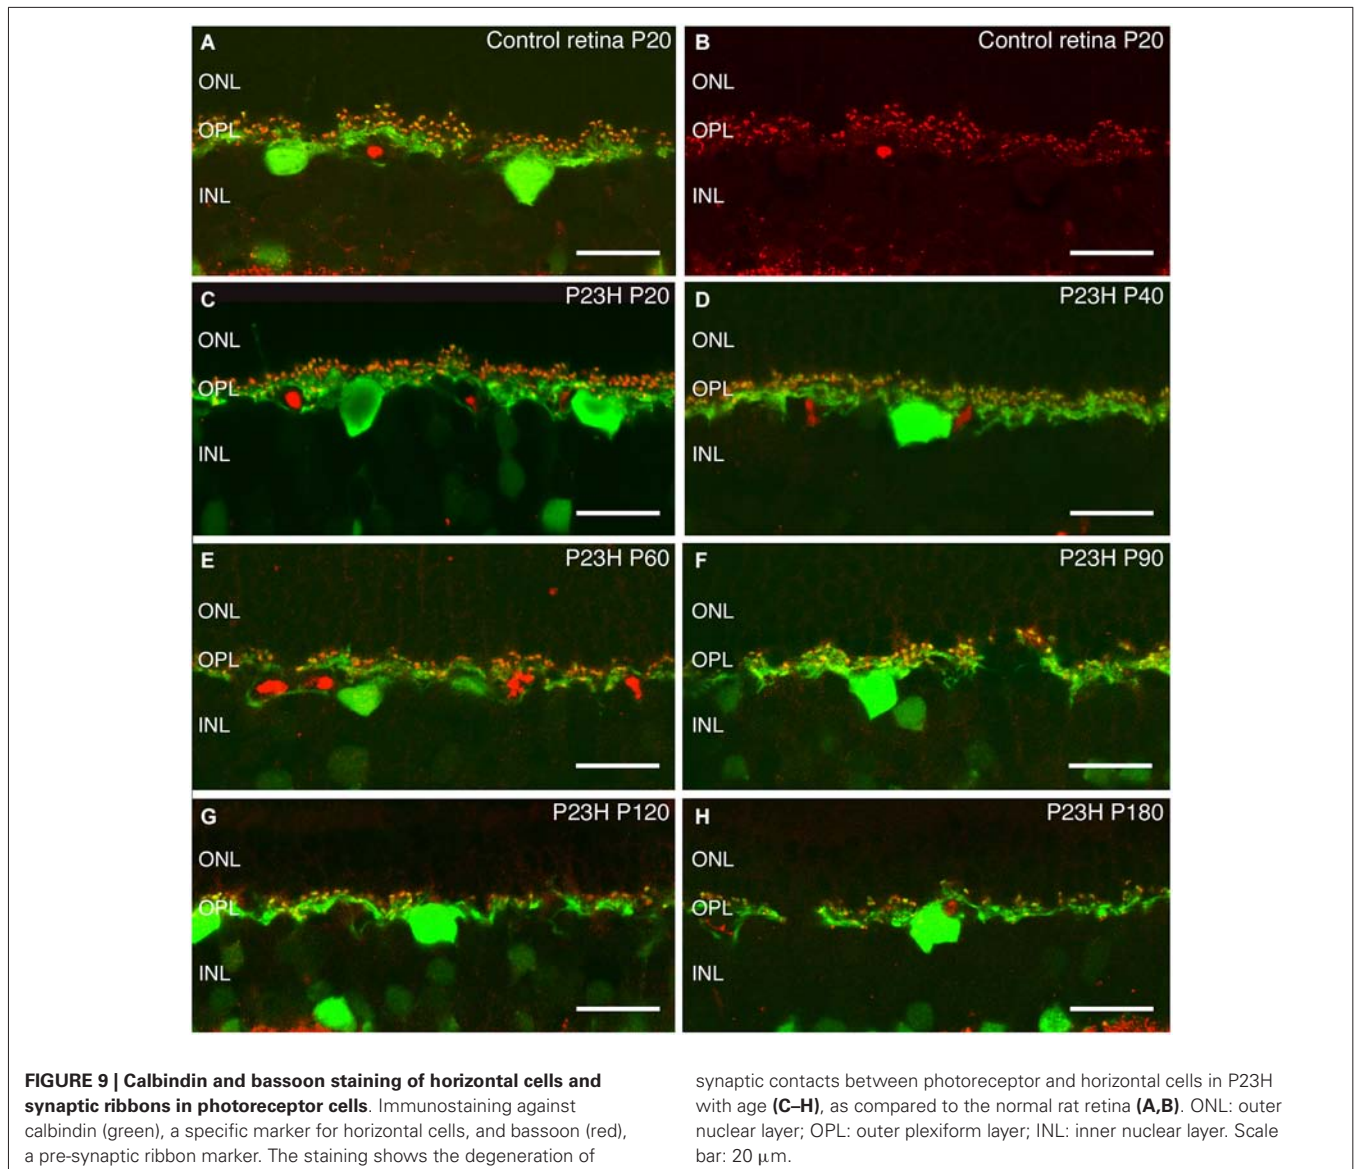 A
Control retina P20
ONL
OPL
INL
B
Control retina P20
ONL
OPL
INL
C
P23H P20
ONL
OPL
INL
D
P23H P40
ONL
OPL
INL
E
P23H P60
ONL
OPL
INL
F
P23H P90
ONL
OPL
INL
G
P23H P120
ONL
OPL
INL
H
P23H P180
ONL
OPL
INL
FIGURE 9 | Calbindin and bassoon staining of horizontal cells and
synaptic ribbons in photoreceptor cells. Immunostaining against
calbindin (green), a specific marker for horizontal cells, and bassoon (red),
a pre-synaptic ribbon marker. The staining shows the degeneration of
synaptic contacts between photoreceptor and horizontal cells in P23H
with age (C–H), as compared to the normal rat retina (A,B). ONL: outer
nuclear layer; OPL: outer plexiform layer; INL: inner nuclear layer. Scale
bar: 20 μm.